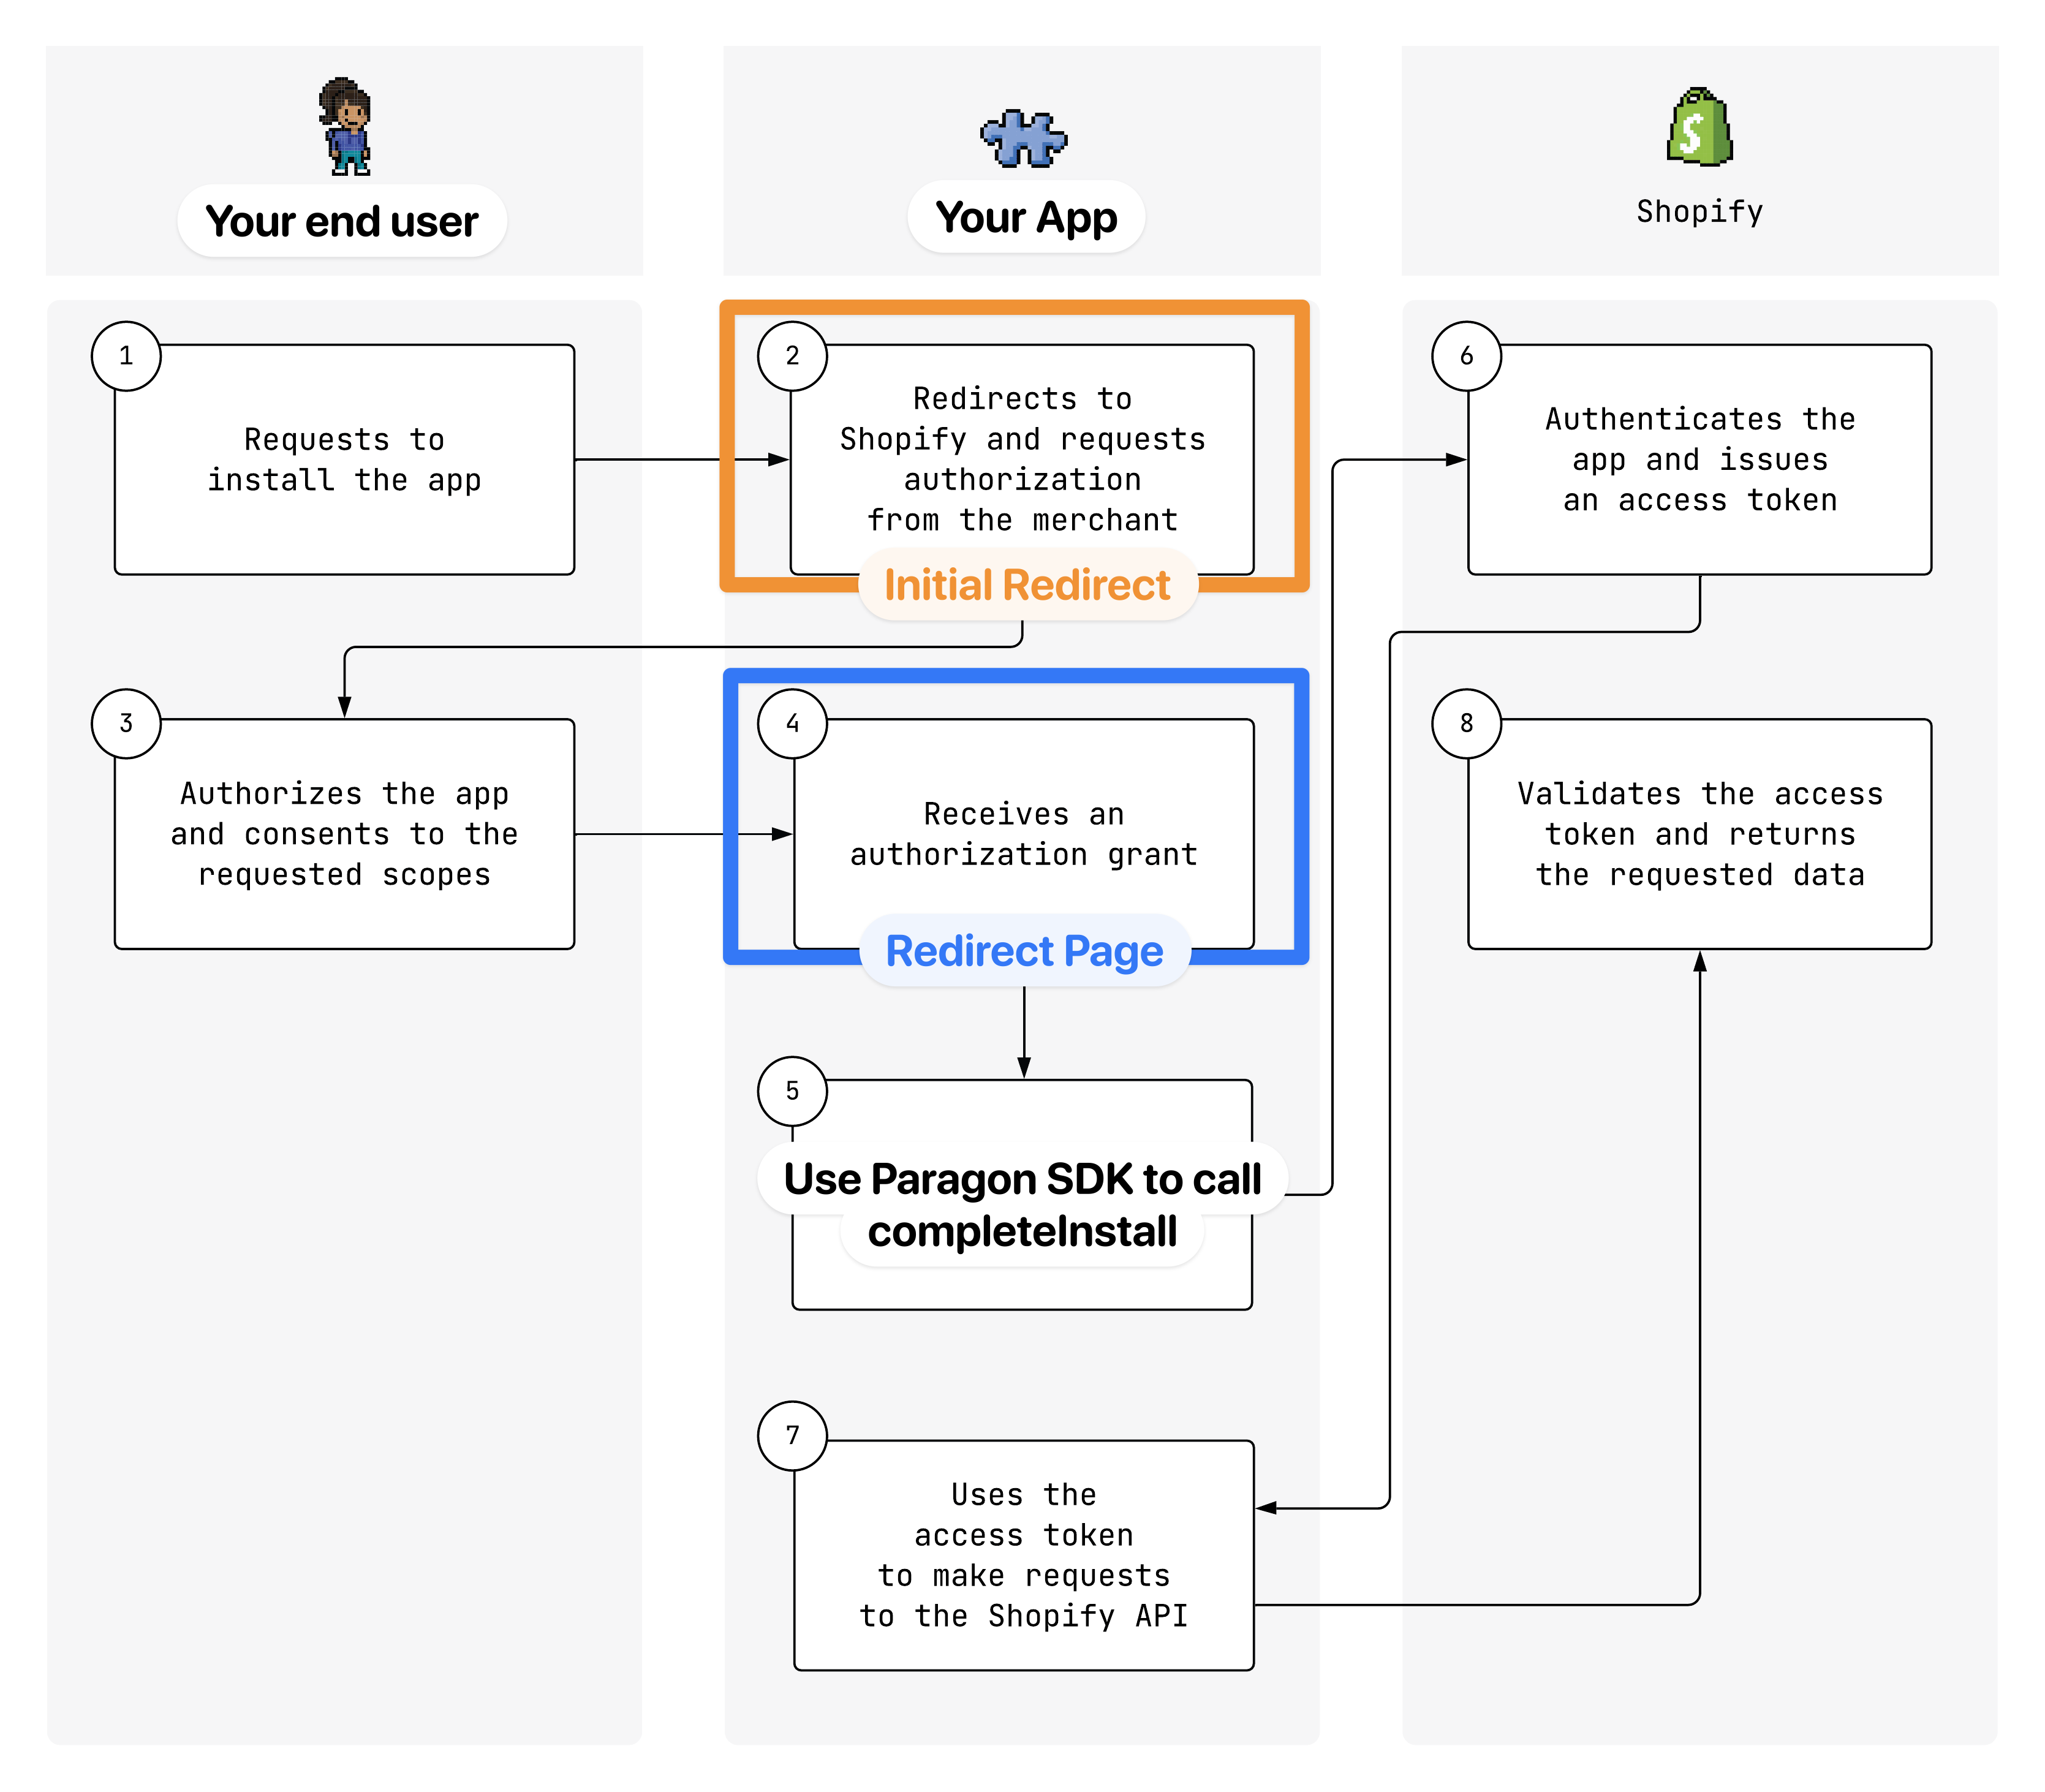 Your end user
Your App
Shopify
1
Requests to
install the app
2
Redirects to
Shopify and requests
authorization
from the merchant
Initial Redirect
3
Authorizes the app
and consents to the
requested scopes
4
Receives an
authorization grant
Redirect Page
5
Use Paragon SDK to call
completeInstall
6
Authenticates the
app and issues
an access token
7
Uses the
access token
to make requests
to the Shopify API
8
Validates the access
token and returns
the requested data